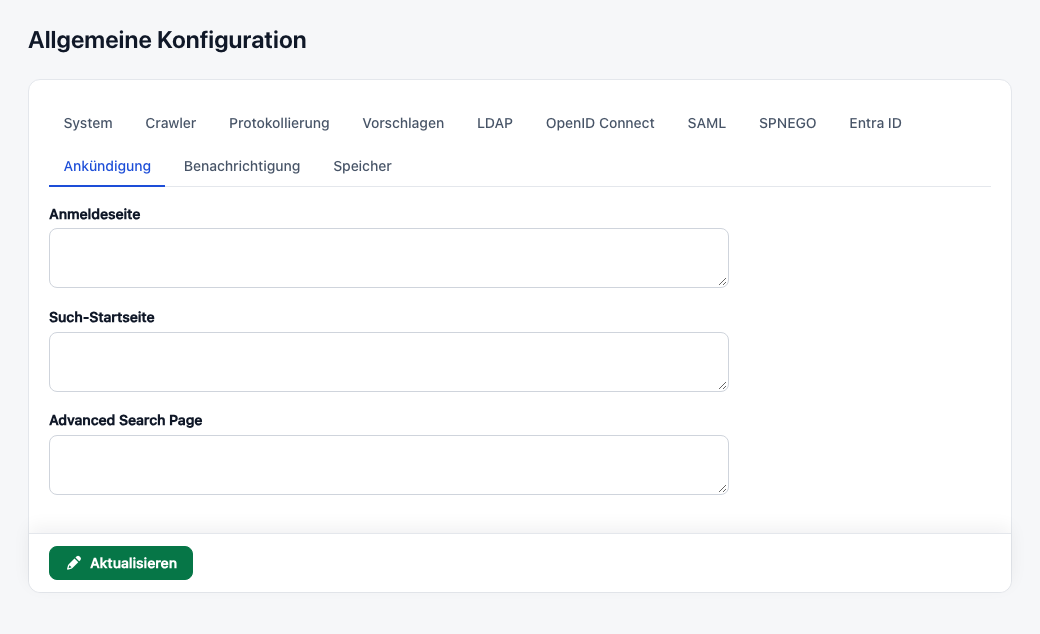 Allgemeine Konfiguration
System Crawler Protokollierung Vorschlagen LDAP OpenID Connect SAML SPNEGO Entra ID
Ankündigung Benachrichtigung Speicher
Anmeldeseite
Such-Startseite
Advanced Search Page
Aktualisieren